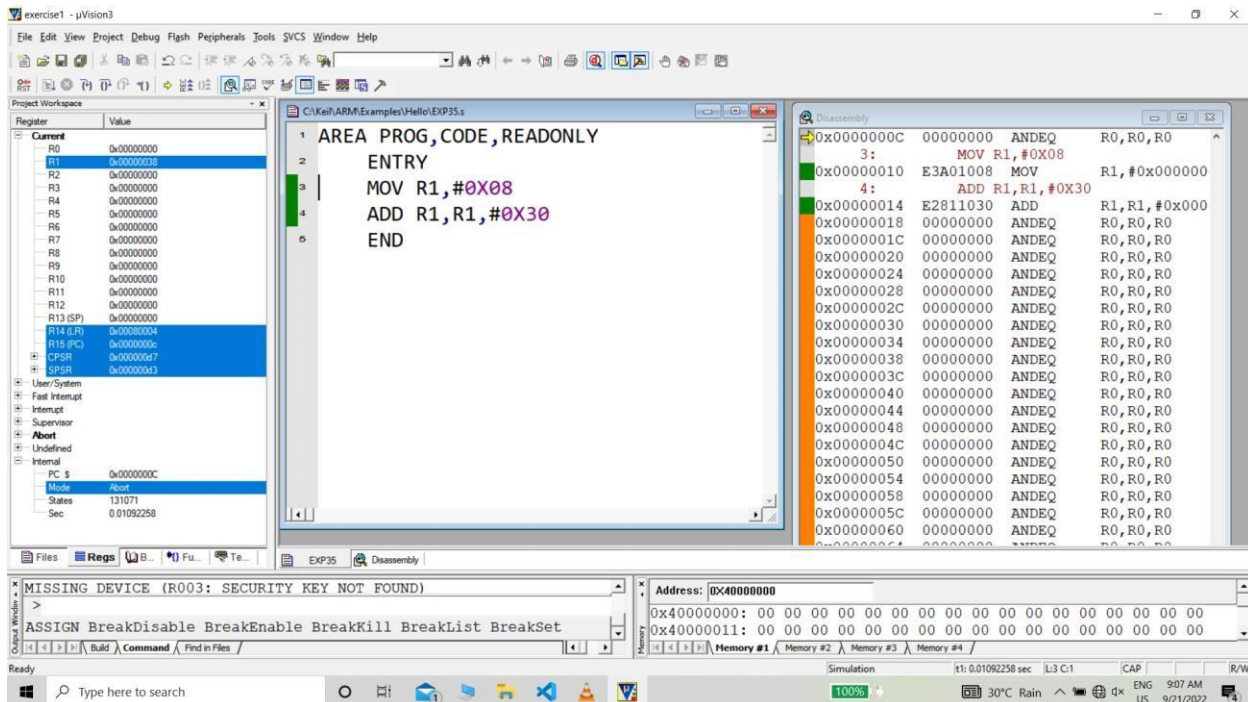 exercise1 - µVision3
File Edit View Project Debug Flash Peripherals Tools SVCS Window Help
Project Workspace
Register Value
Current
R0 0x00000000
R1 0x00000038
R2 0x00000000
R3 0x00000000
R4 0x00000000
R5 0x00000000
R6 0x00000000
R7 0x00000000
R8 0x00000000
R9 0x00000000
R10 0x00000000
R11 0x00000000
R12 0x00000000
R13 (SP) 0x00000000
R14 (LR) 0x00080004
R15 (PC) 0x0000000c
CPSR 0x000000d7
SPSR 0x000000d3
User/System
Fast Interrupt
Interrupt
Supervisor
Abort
Undefined
Internal
PC $ 0x0000000C
Mode Abort
States 131071
Sec 0.01092258
Files Regs B... Fu... Te...
C:\Keil\ARM\Examples\Hello\EXP35.s
1 AREA PROG,CODE,READONLY
2 ENTRY
3 MOV R1,#0X08
4 ADD R1,R1,#0X30
5 END
EXP35 Disassembly
Disassembly
0x0000000C 00000000 ANDEQ R0,R0,R0
3: MOV R1,#0X08
0x00000010 E3A01008 MOV R1,#0x000000
4: ADD R1,R1,#0X30
0x00000014 E2811030 ADD R1,R1,#0x000
0x00000018 00000000 ANDEQ R0,R0,R0
0x0000001C 00000000 ANDEQ R0,R0,R0
0x00000020 00000000 ANDEQ R0,R0,R0
0x00000024 00000000 ANDEQ R0,R0,R0
0x00000028 00000000 ANDEQ R0,R0,R0
0x0000002C 00000000 ANDEQ R0,R0,R0
0x00000030 00000000 ANDEQ R0,R0,R0
0x00000034 00000000 ANDEQ R0,R0,R0
0x00000038 00000000 ANDEQ R0,R0,R0
0x0000003C 00000000 ANDEQ R0,R0,R0
0x00000040 00000000 ANDEQ R0,R0,R0
0x00000044 00000000 ANDEQ R0,R0,R0
0x00000048 00000000 ANDEQ R0,R0,R0
0x0000004C 00000000 ANDEQ R0,R0,R0
0x00000050 00000000 ANDEQ R0,R0,R0
0x00000054 00000000 ANDEQ R0,R0,R0
0x00000058 00000000 ANDEQ R0,R0,R0
0x0000005C 00000000 ANDEQ R0,R0,R0
0x00000060 00000000 ANDEQ R0,R0,R0
Output Window
MISSING DEVICE (R003: SECURITY KEY NOT FOUND)
>
ASSIGN BreakDisable BreakEnable BreakKill BreakList BreakSet
Build Command Find in Files
Memory
Address: 0X40000000
0x40000000: 00 00 00 00 00 00 00 00 00 00 00 00 00 00 00 00 00
0x40000011: 00 00 00 00 00 00 00 00 00 00 00 00 00 00 00 00 00
Memory #1 Memory #2 Memory #3 Memory #4
Ready Simulation t1: 0.01092258 sec L:3 C:1 CAP R/W
Type here to search 100% 30°C Rain ENG US 9:07 AM 9/21/2022